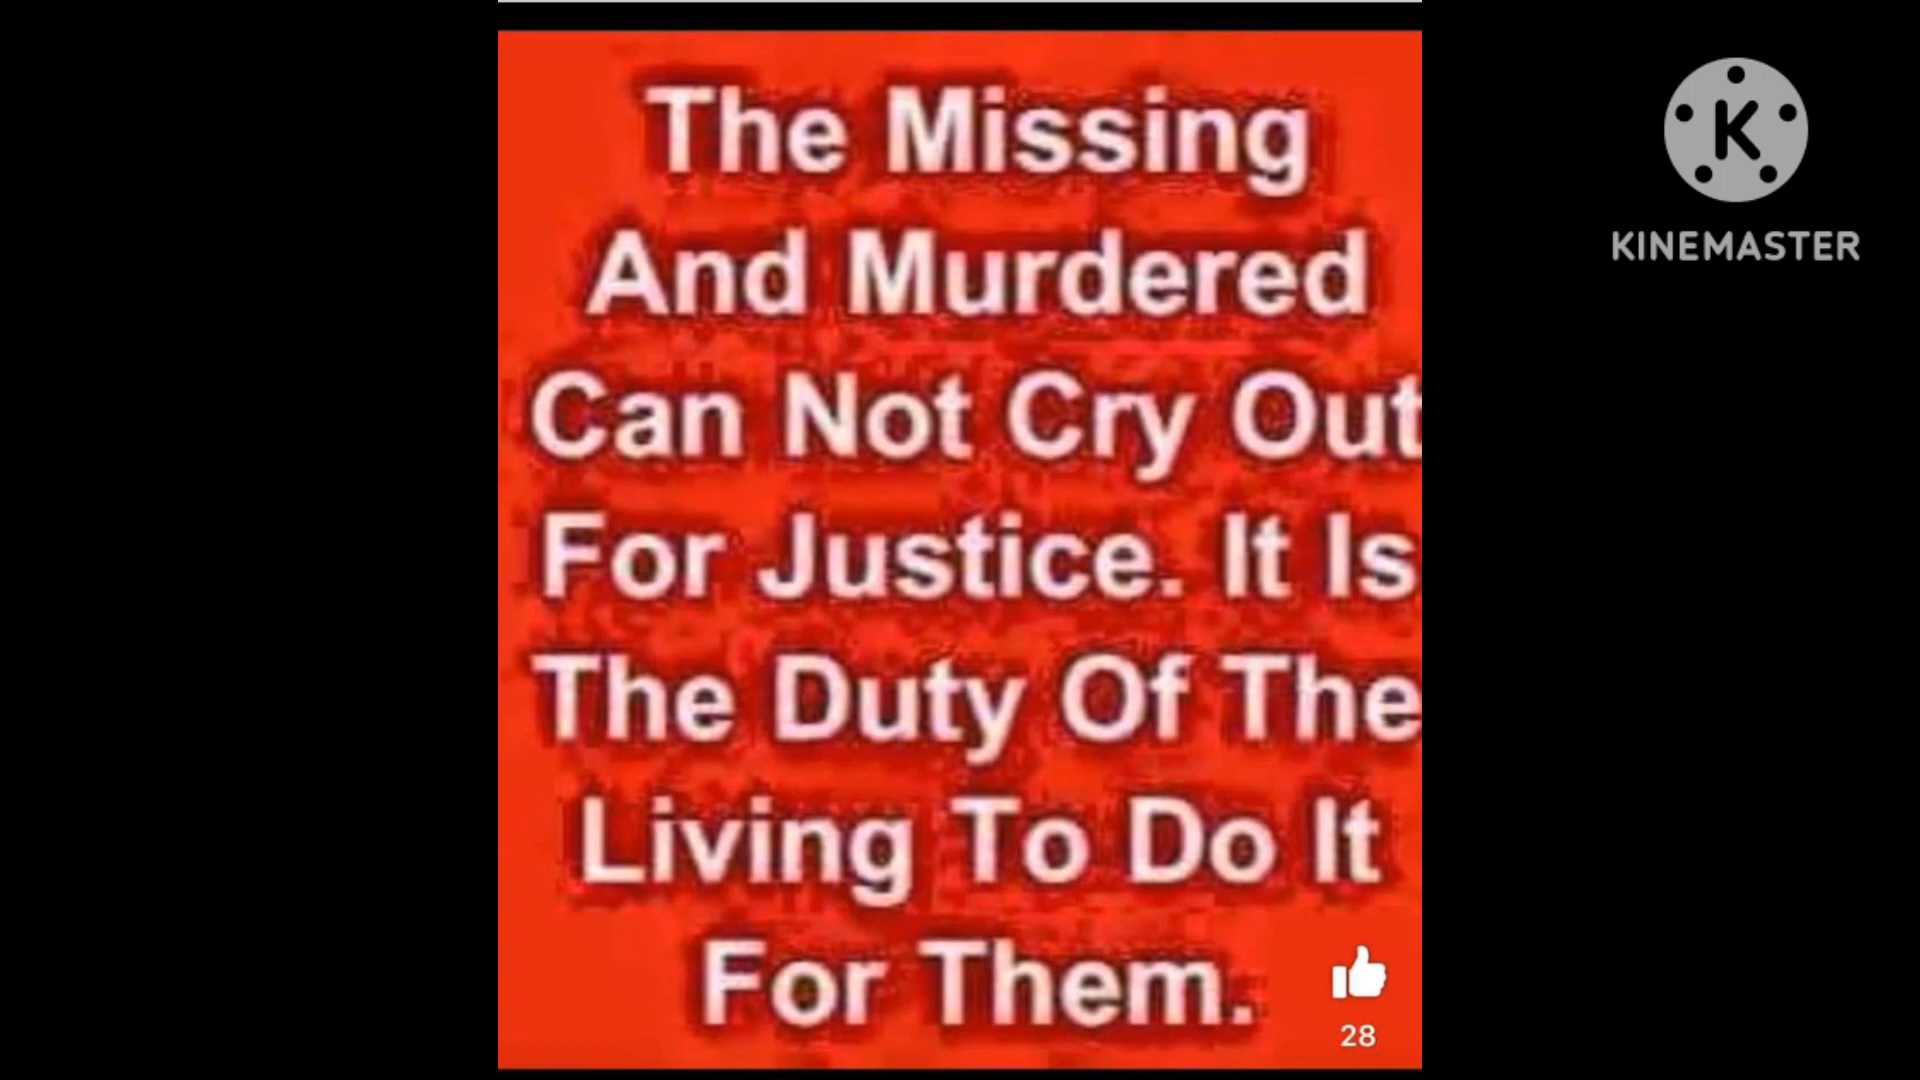 The Missing
And Murdered
Can Not Cry Out
For Justice. It Is
The Duty Of The
Living To Do It
For Them.
28
K
KINEMASTER